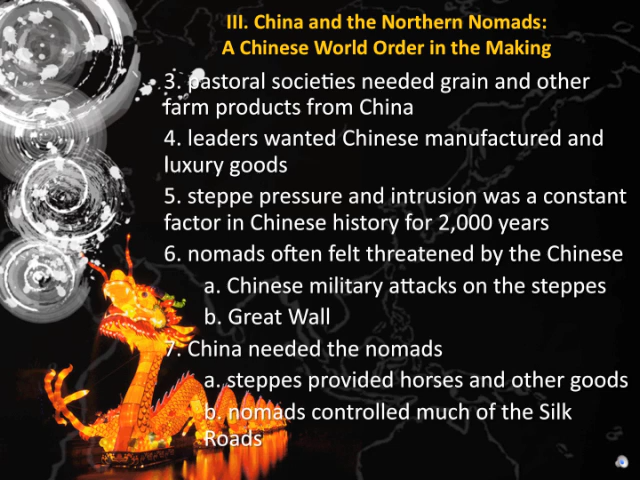 III. China and the Northern Nomads:
A Chinese World Order in the Making
3. pastoral societies needed grain and other
farm products from China
4. leaders wanted Chinese manufactured and
luxury goods
5. steppe pressure and intrusion was a constant
factor in Chinese history for 2,000 years
6. nomads often felt threatened by the Chinese
a. Chinese military attacks on the steppes
b. Great Wall
7. China needed the nomads
a. steppes provided horses and other goods
b. nomads controlled much of the Silk
Roads